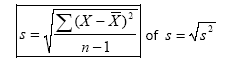 s = √(∑(X − X̄)² / (n − 1)) of s = √s²